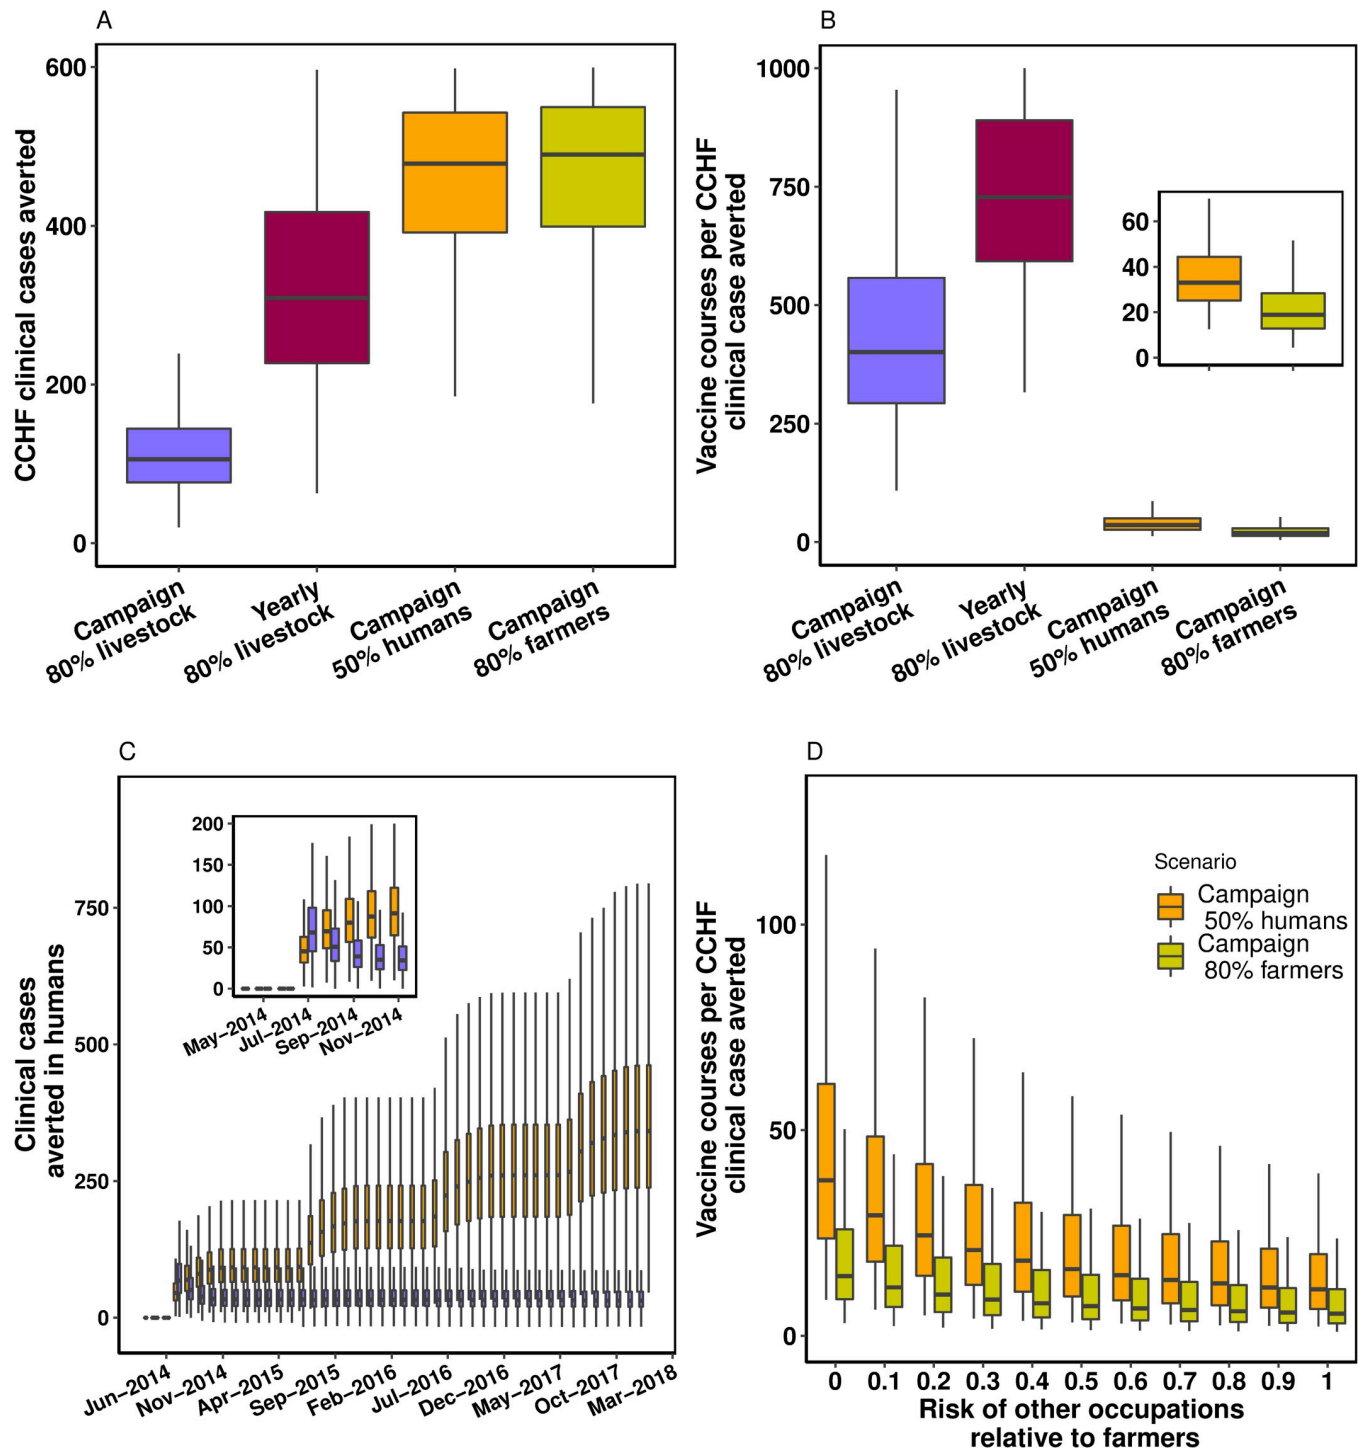 A
CCHF clinical cases averted
600
400
200
0
Campaign
80% livestock
Yearly
80% livestock
Campaign
50% humans
Campaign
80% farmers
B
Vaccine courses per CCHF
clinical case averted
1000
750
500
250
0
60
40
20
0
Campaign
80% livestock
Yearly
80% livestock
Campaign
50% humans
Campaign
80% farmers
C
Clinical cases
averted in humans
750
500
250
0
200
150
100
50
0
May−2014
Jul−2014
Sep−2014
Nov−2014
Jun−2014
Nov−2014
Apr−2015
Sep−2015
Feb−2016
Jul−2016
Dec−2016
May−2017
Oct−2017
Mar−2018
D
Vaccine courses per CCHF
clinical case averted
100
50
0
Scenario
Campaign
50% humans
Campaign
80% farmers
0 0.1 0.2 0.3 0.4 0.5 0.6 0.7 0.8 0.9 1
Risk of other occupations
relative to farmers